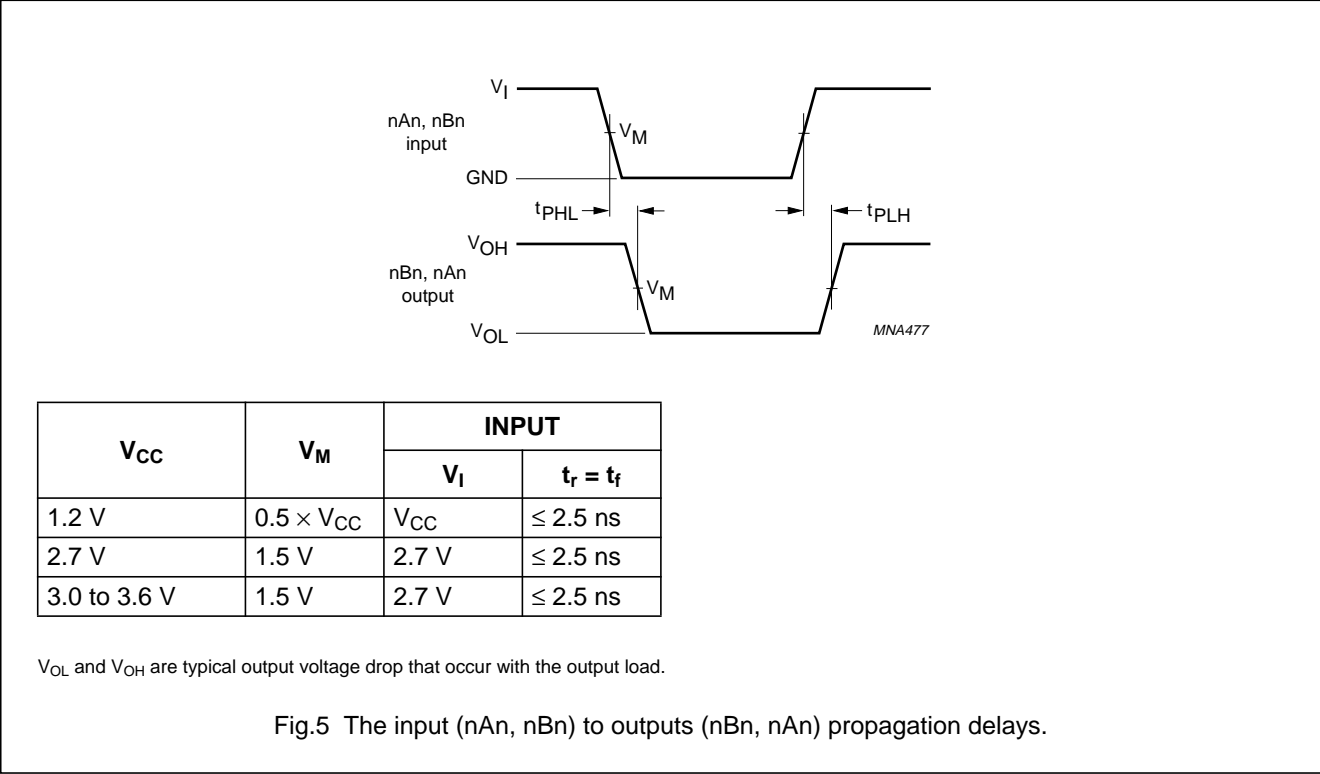 V_I
nAn, nBn
input
V_M
GND
t_PHL
t_PLH
V_OH
nBn, nAn
output
V_M
V_OL
MNA477
V_CC V_M INPUT
V_I t_r = t_f
1.2 V 0.5 × V_CC V_CC ≤ 2.5 ns
2.7 V 1.5 V 2.7 V ≤ 2.5 ns
3.0 to 3.6 V 1.5 V 2.7 V ≤ 2.5 ns
V_OL and V_OH are typical output voltage drop that occur with the output load.
Fig.5 The input (nAn, nBn) to outputs (nBn, nAn) propagation delays.